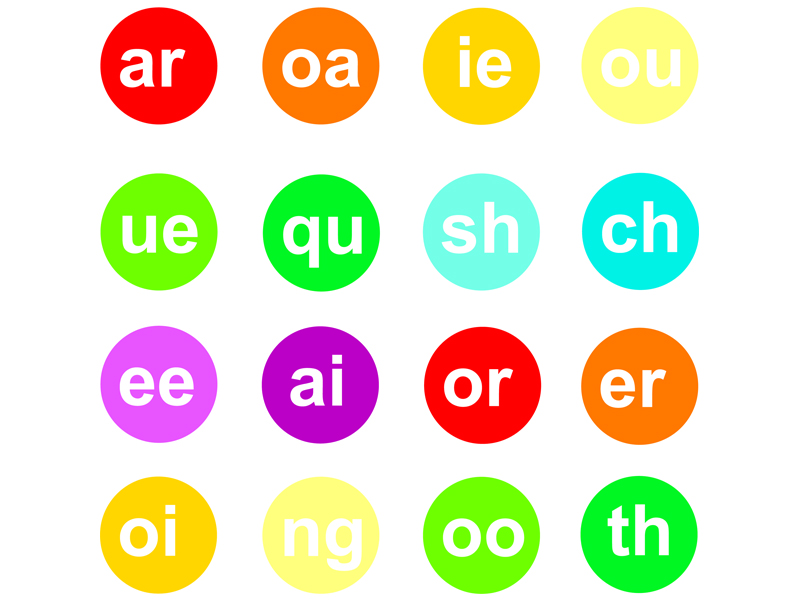 ar oa ie ou
ue qu sh ch
ee ai or er
oi ng oo th